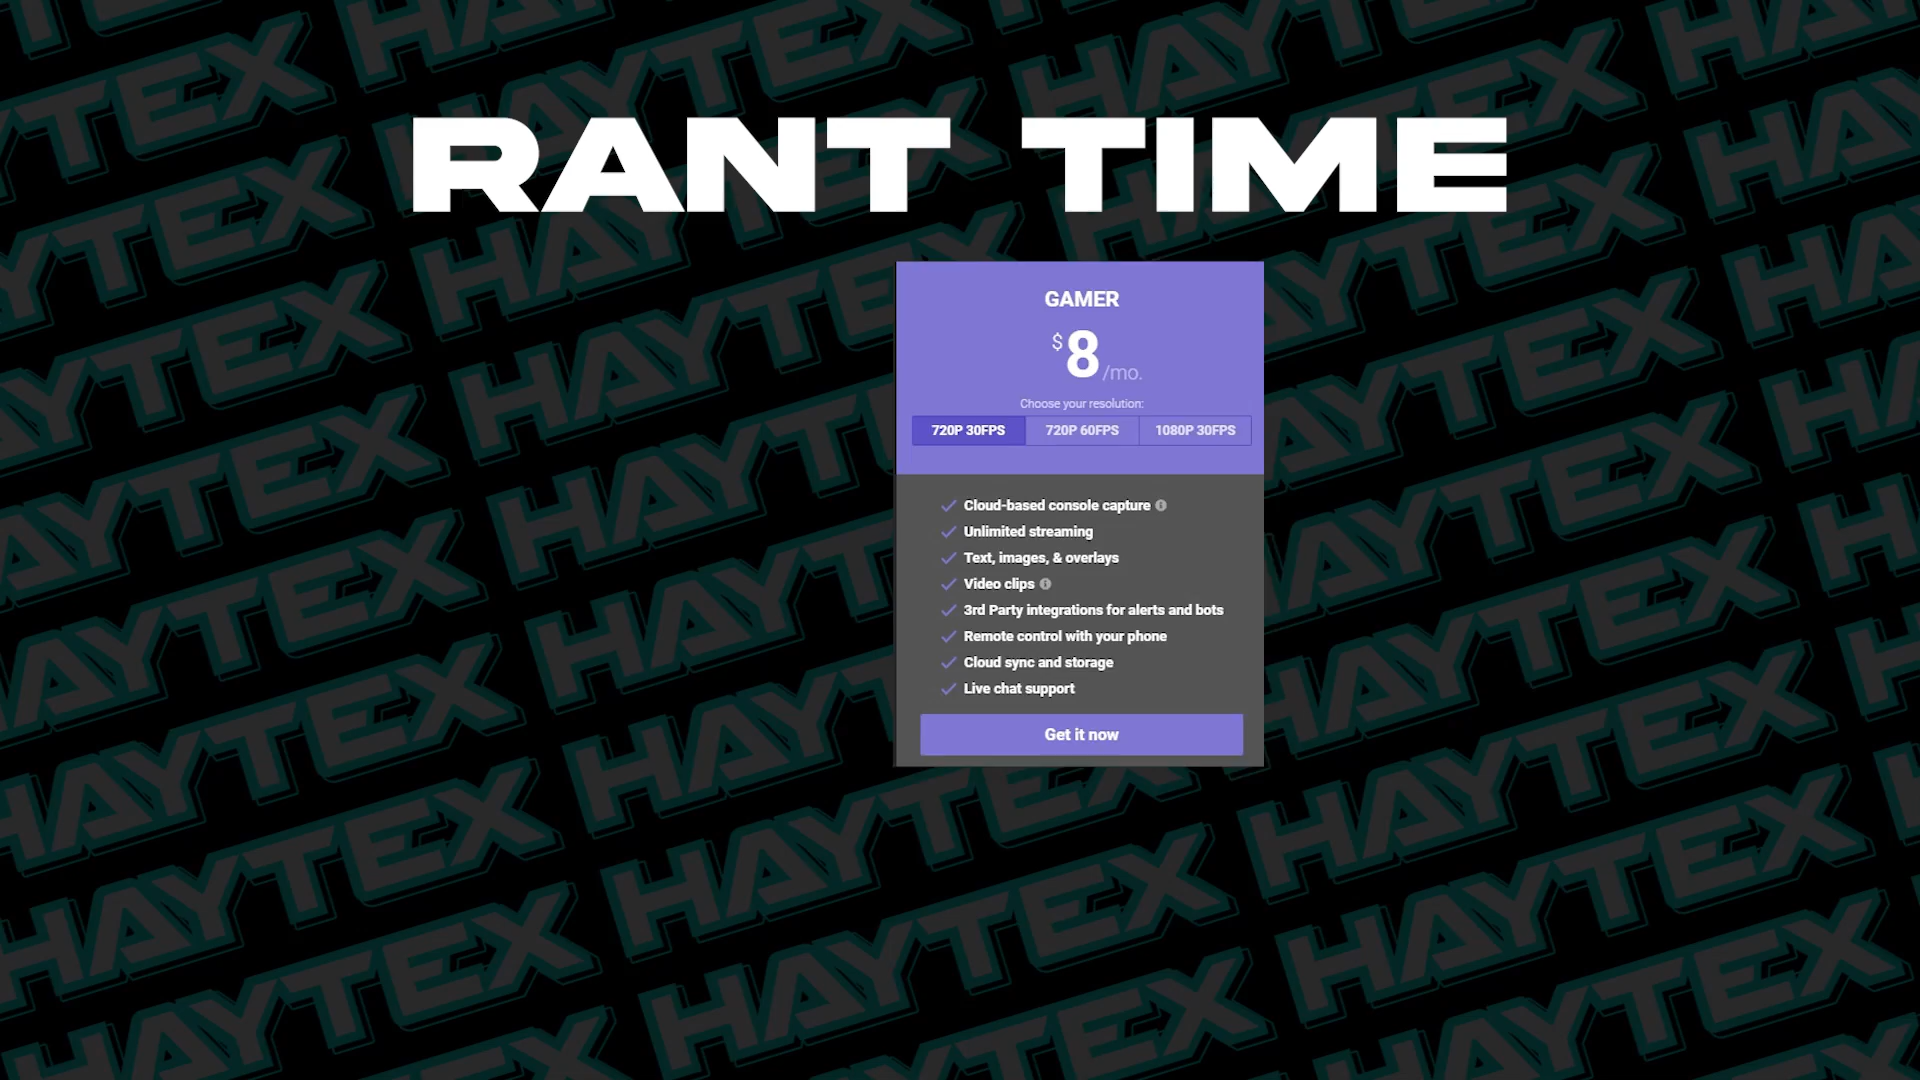 RANT TIME
GAMER
$8/mo.
Choose your resolution:
720P 30FPS 720P 60FPS 1080P 30FPS
Cloud-based console capture
Unlimited streaming
Text, images, & overlays
Video clips
3rd Party integrations for alerts and bots
Remote control with your phone
Cloud sync and storage
Live chat support
Get it now
HAYTEX